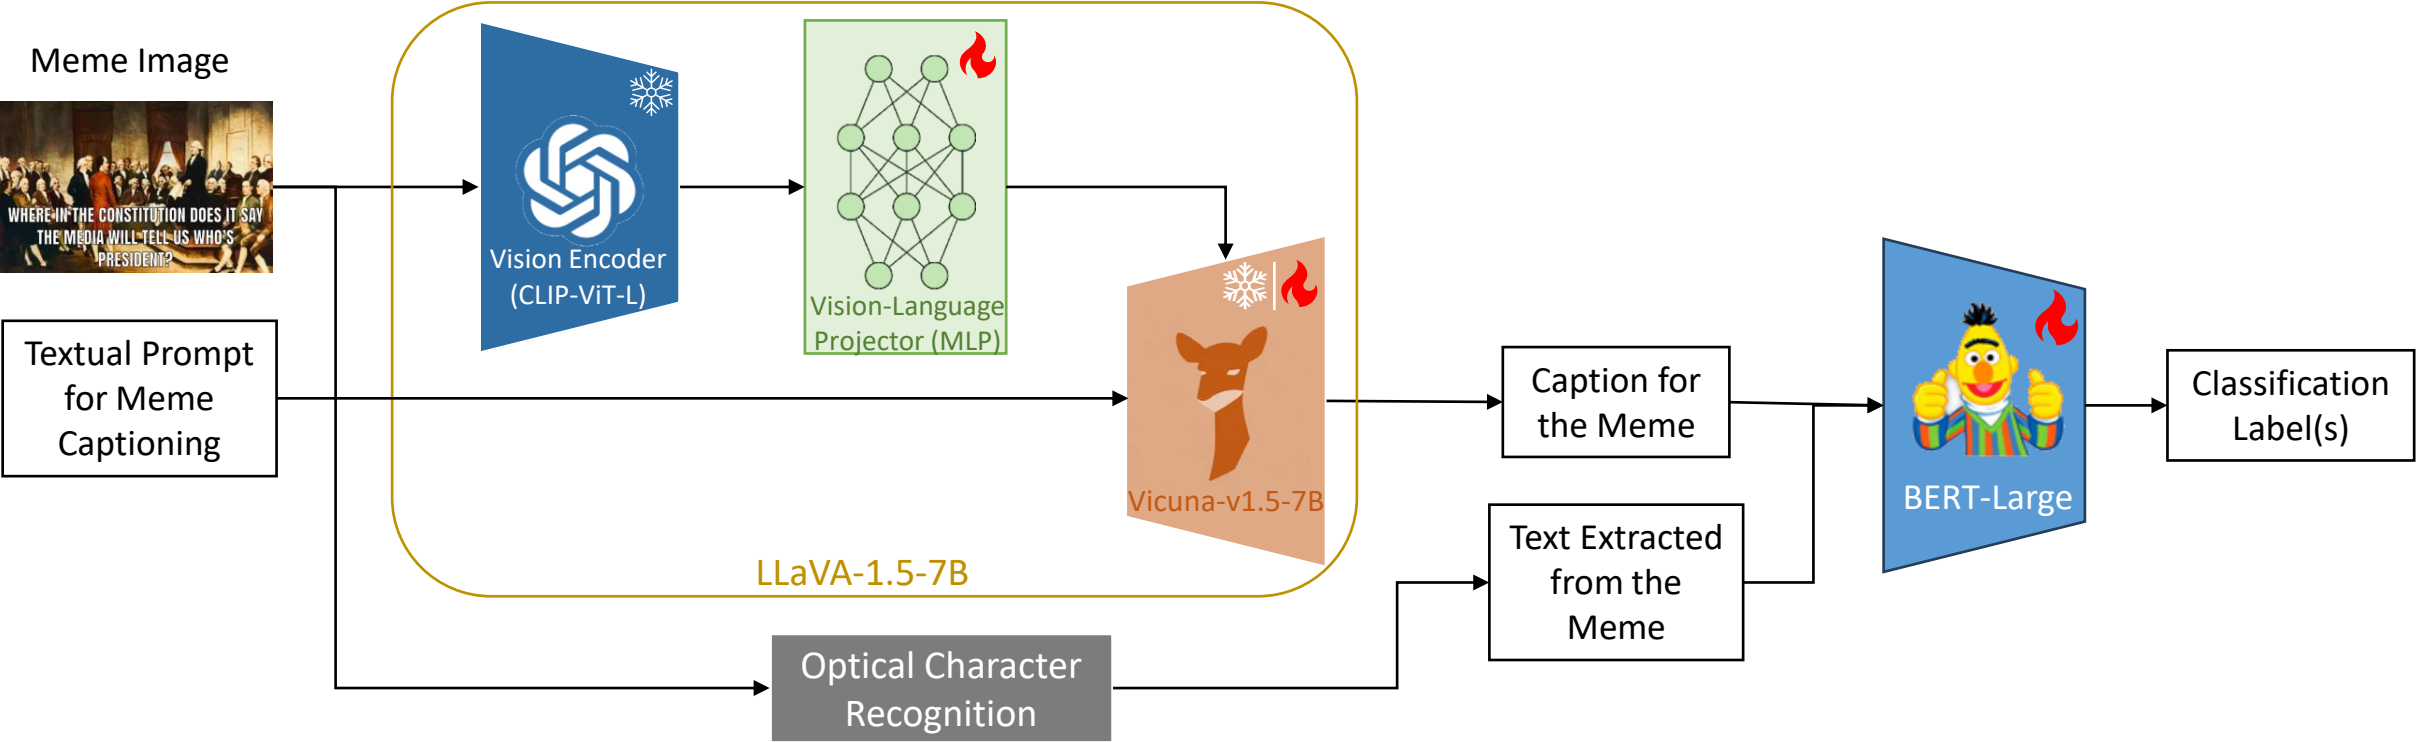 Meme Image
WHERE IN THE CONSTITUTION DOES IT SAY
THE MEDIA WILL TELL US WHO'S
PRESIDENT?
Textual Prompt
for Meme
Captioning
Vision Encoder
(CLIP-ViT-L)
Vision-Language
Projector (MLP)
Vicuna-v1.5-7B
LLaVA-1.5-7B
Optical Character
Recognition
Caption for
the Meme
Text Extracted
from the
Meme
BERT-Large
Classification
Label(s)